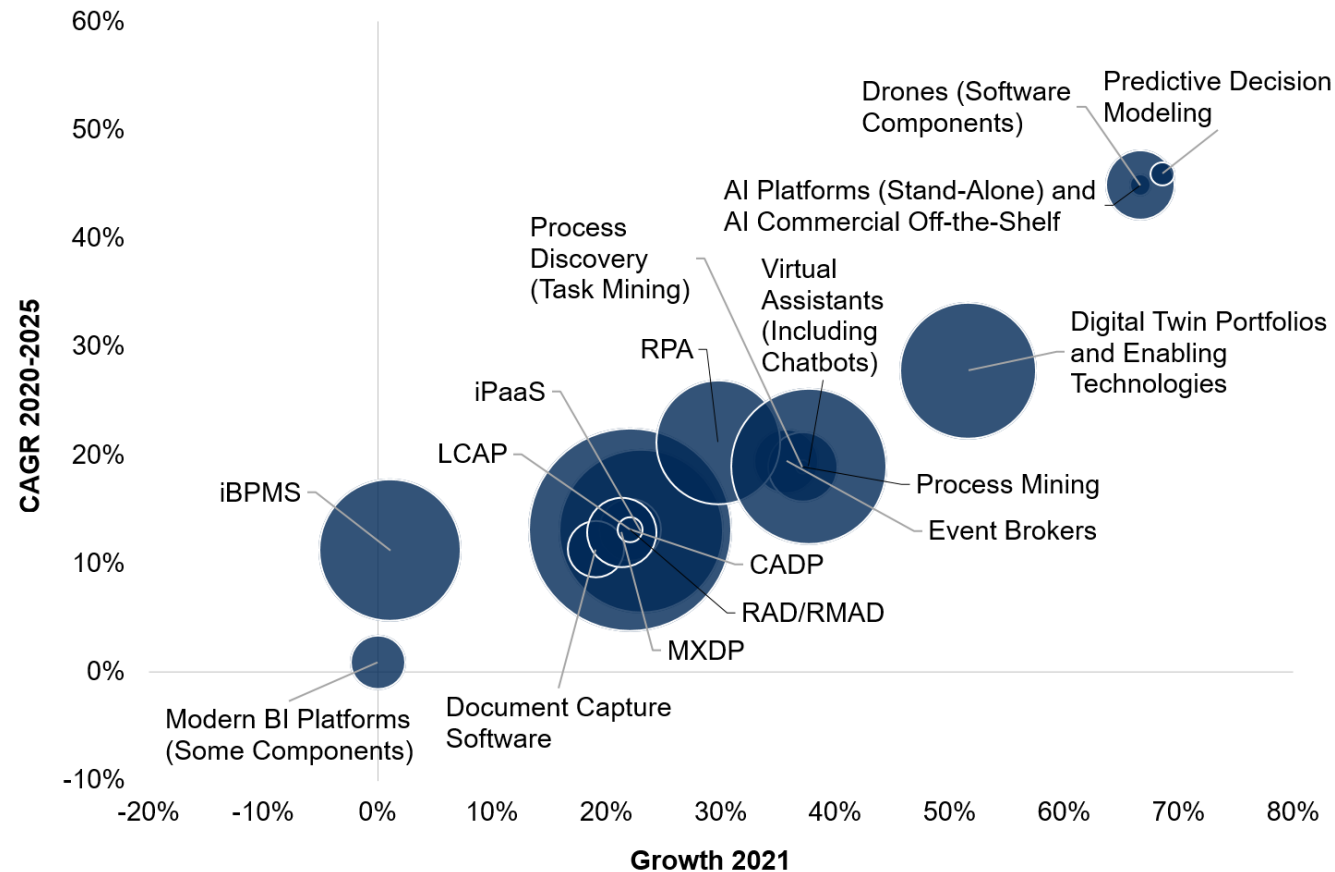 60%
50%
40%
30%
20%
10%
0%
-10%
-20%
-10%
0%
10%
20%
30%
40%
50%
60%
70%
80%
CAGR 2020-2025
Growth 2021
Drones (Software
Components)
Predictive Decision
Modeling
AI Platforms (Stand-Alone) and
AI Commercial Off-the-Shelf
Process
Discovery
(Task Mining)
Virtual
Assistants
(Including
Chatbots)
Digital Twin Portfolios
and Enabling
Technologies
RPA
iPaaS
LCAP
iBPMS
Process Mining
Event Brokers
CADP
RAD/RMAD
MXDP
Document Capture
Software
Modern BI Platforms
(Some Components)